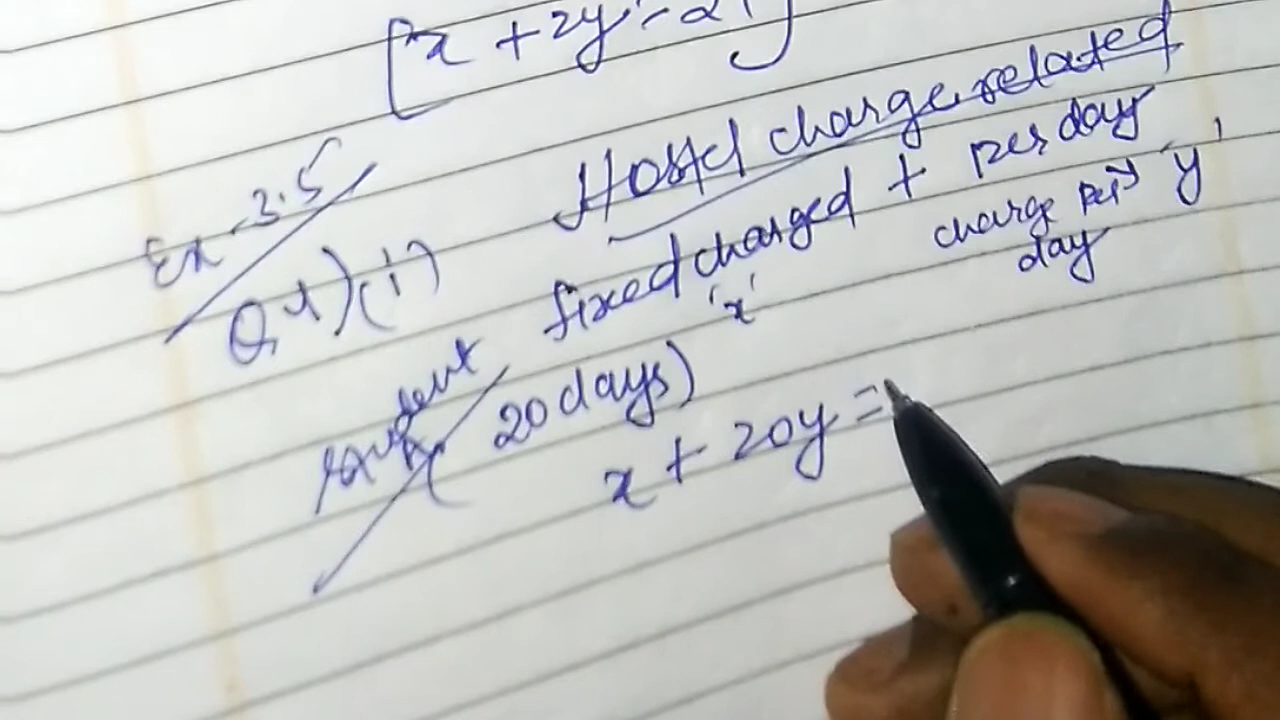 x + 2y = 2
Hostel charge related
Ex - 3.5
fixed charged + per day
'x'
charge per 'y'
day
Q.4) (i)
student
A ( 20 days)
x + 20y =